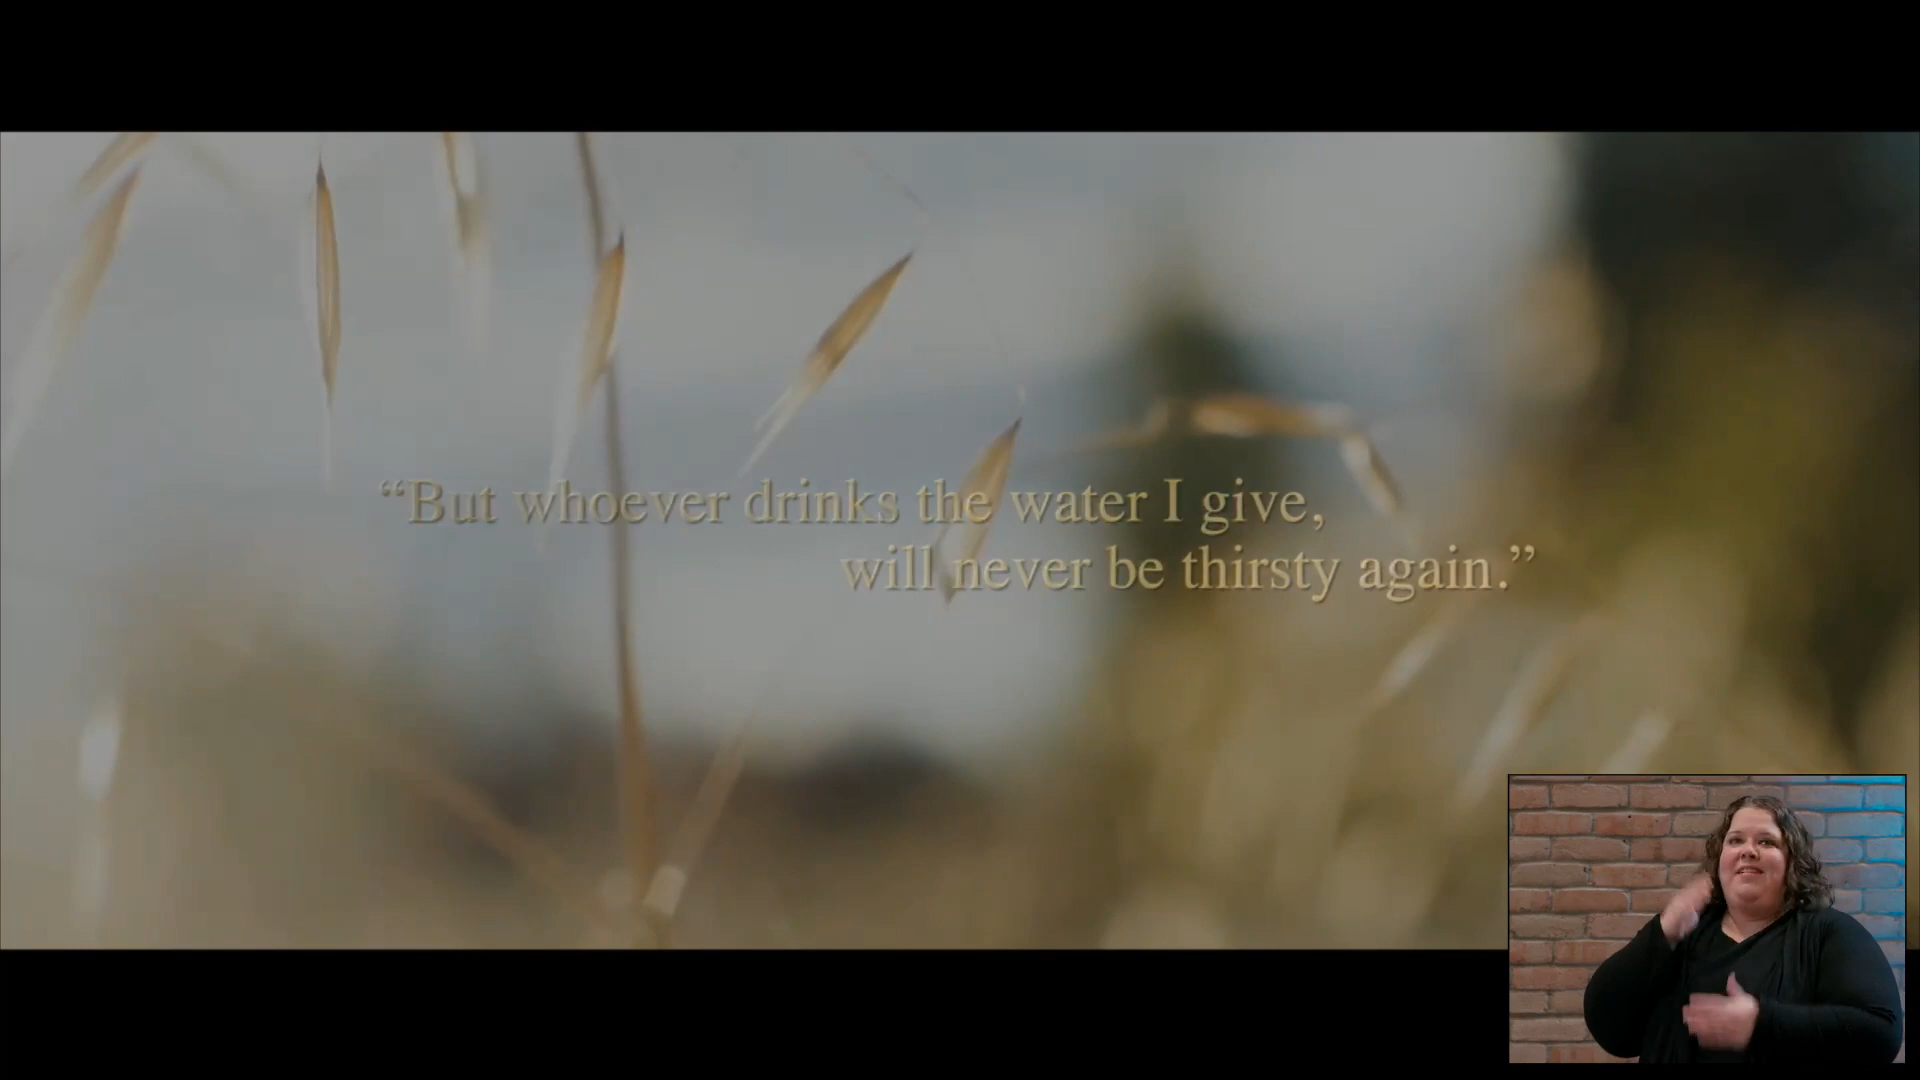 “But whoever drinks the water I give,
will never be thirsty again.”